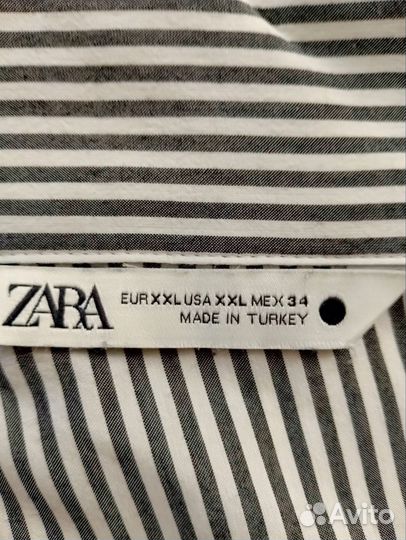 ZARA
EUR XXL USA XXL MEX 34
MADE IN TURKEY
Avito